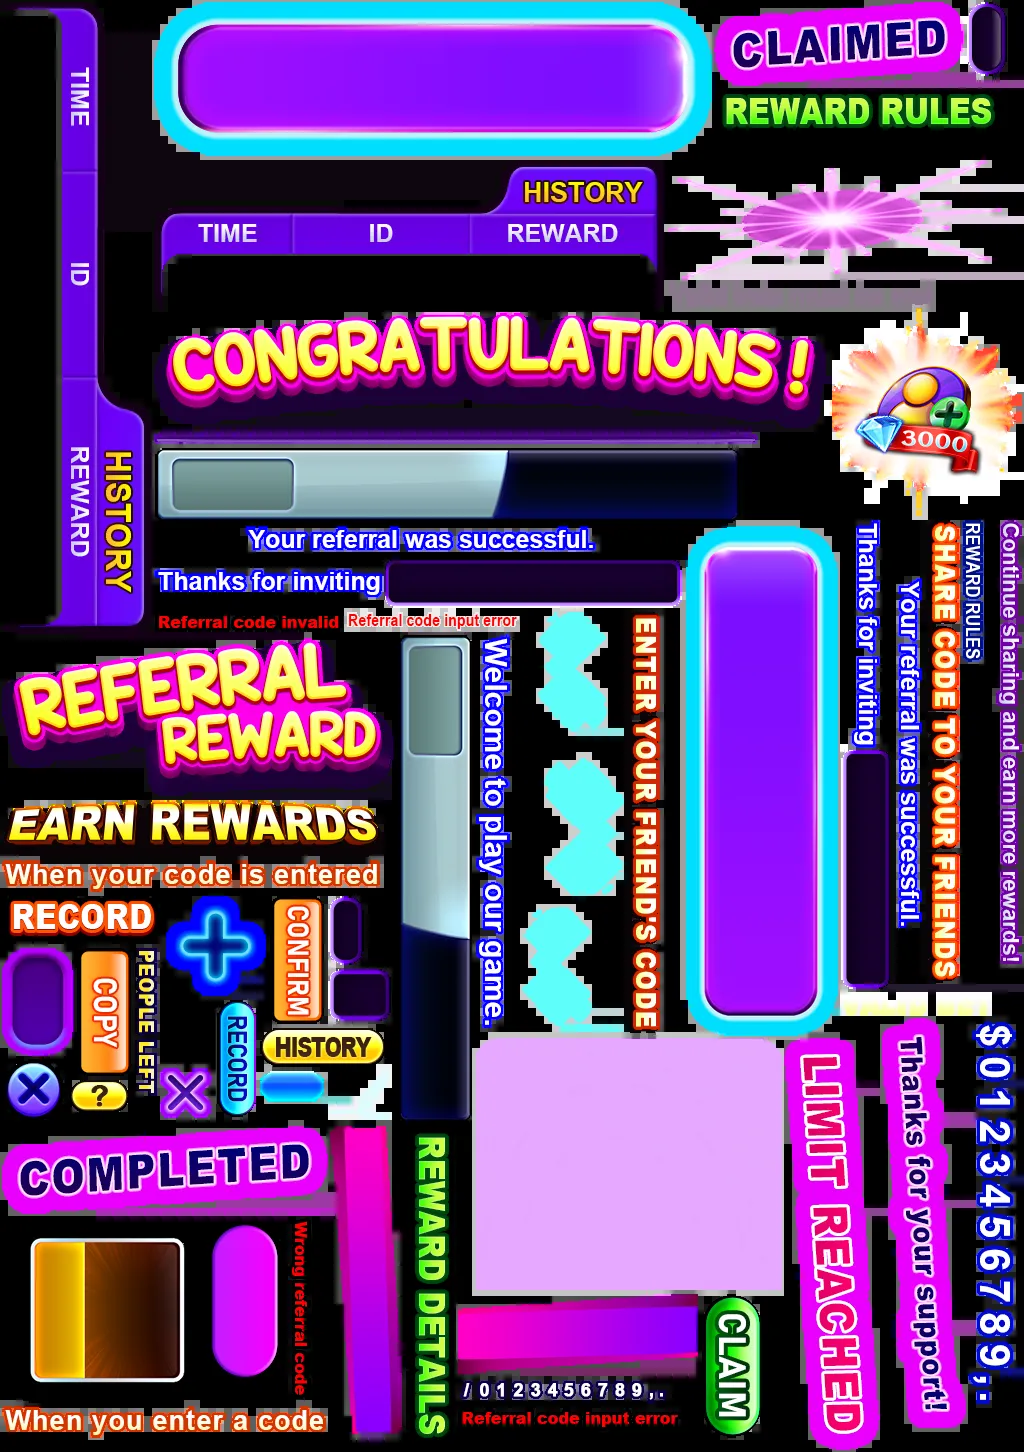 CLAIMED
REWARD RULES
TIME
ID
REWARD
HISTORY
HISTORY
TIME ID REWARD
CONGRATULATIONS !
3000
Your referral was successful.
Thanks for inviting
Referral code invalid
Referral code input error
REFERRAL
REWARD
EARN REWARDS
When your code is entered
RECORD
COPY
PEOPLE LEFT
CONFIRM
RECORD
HISTORY
?
Welcome to play our game.
ENTER YOUR FRIEND'S CODE
Thanks for inviting
Your referral was successful.
SHARE CODE TO YOUR FRIENDS
REWARD RULES
Continue sharing and earn more rewards!
COMPLETED
Wrong referral code
REWARD DETAILS
When you enter a code
/ 0 1 2 3 4 5 6 7 8 9 , .
Referral code input error
CLAIM
LIMIT REACHED
Thanks for your support!
$ 0 1 2 3 4 5 6 7 8 9 , .